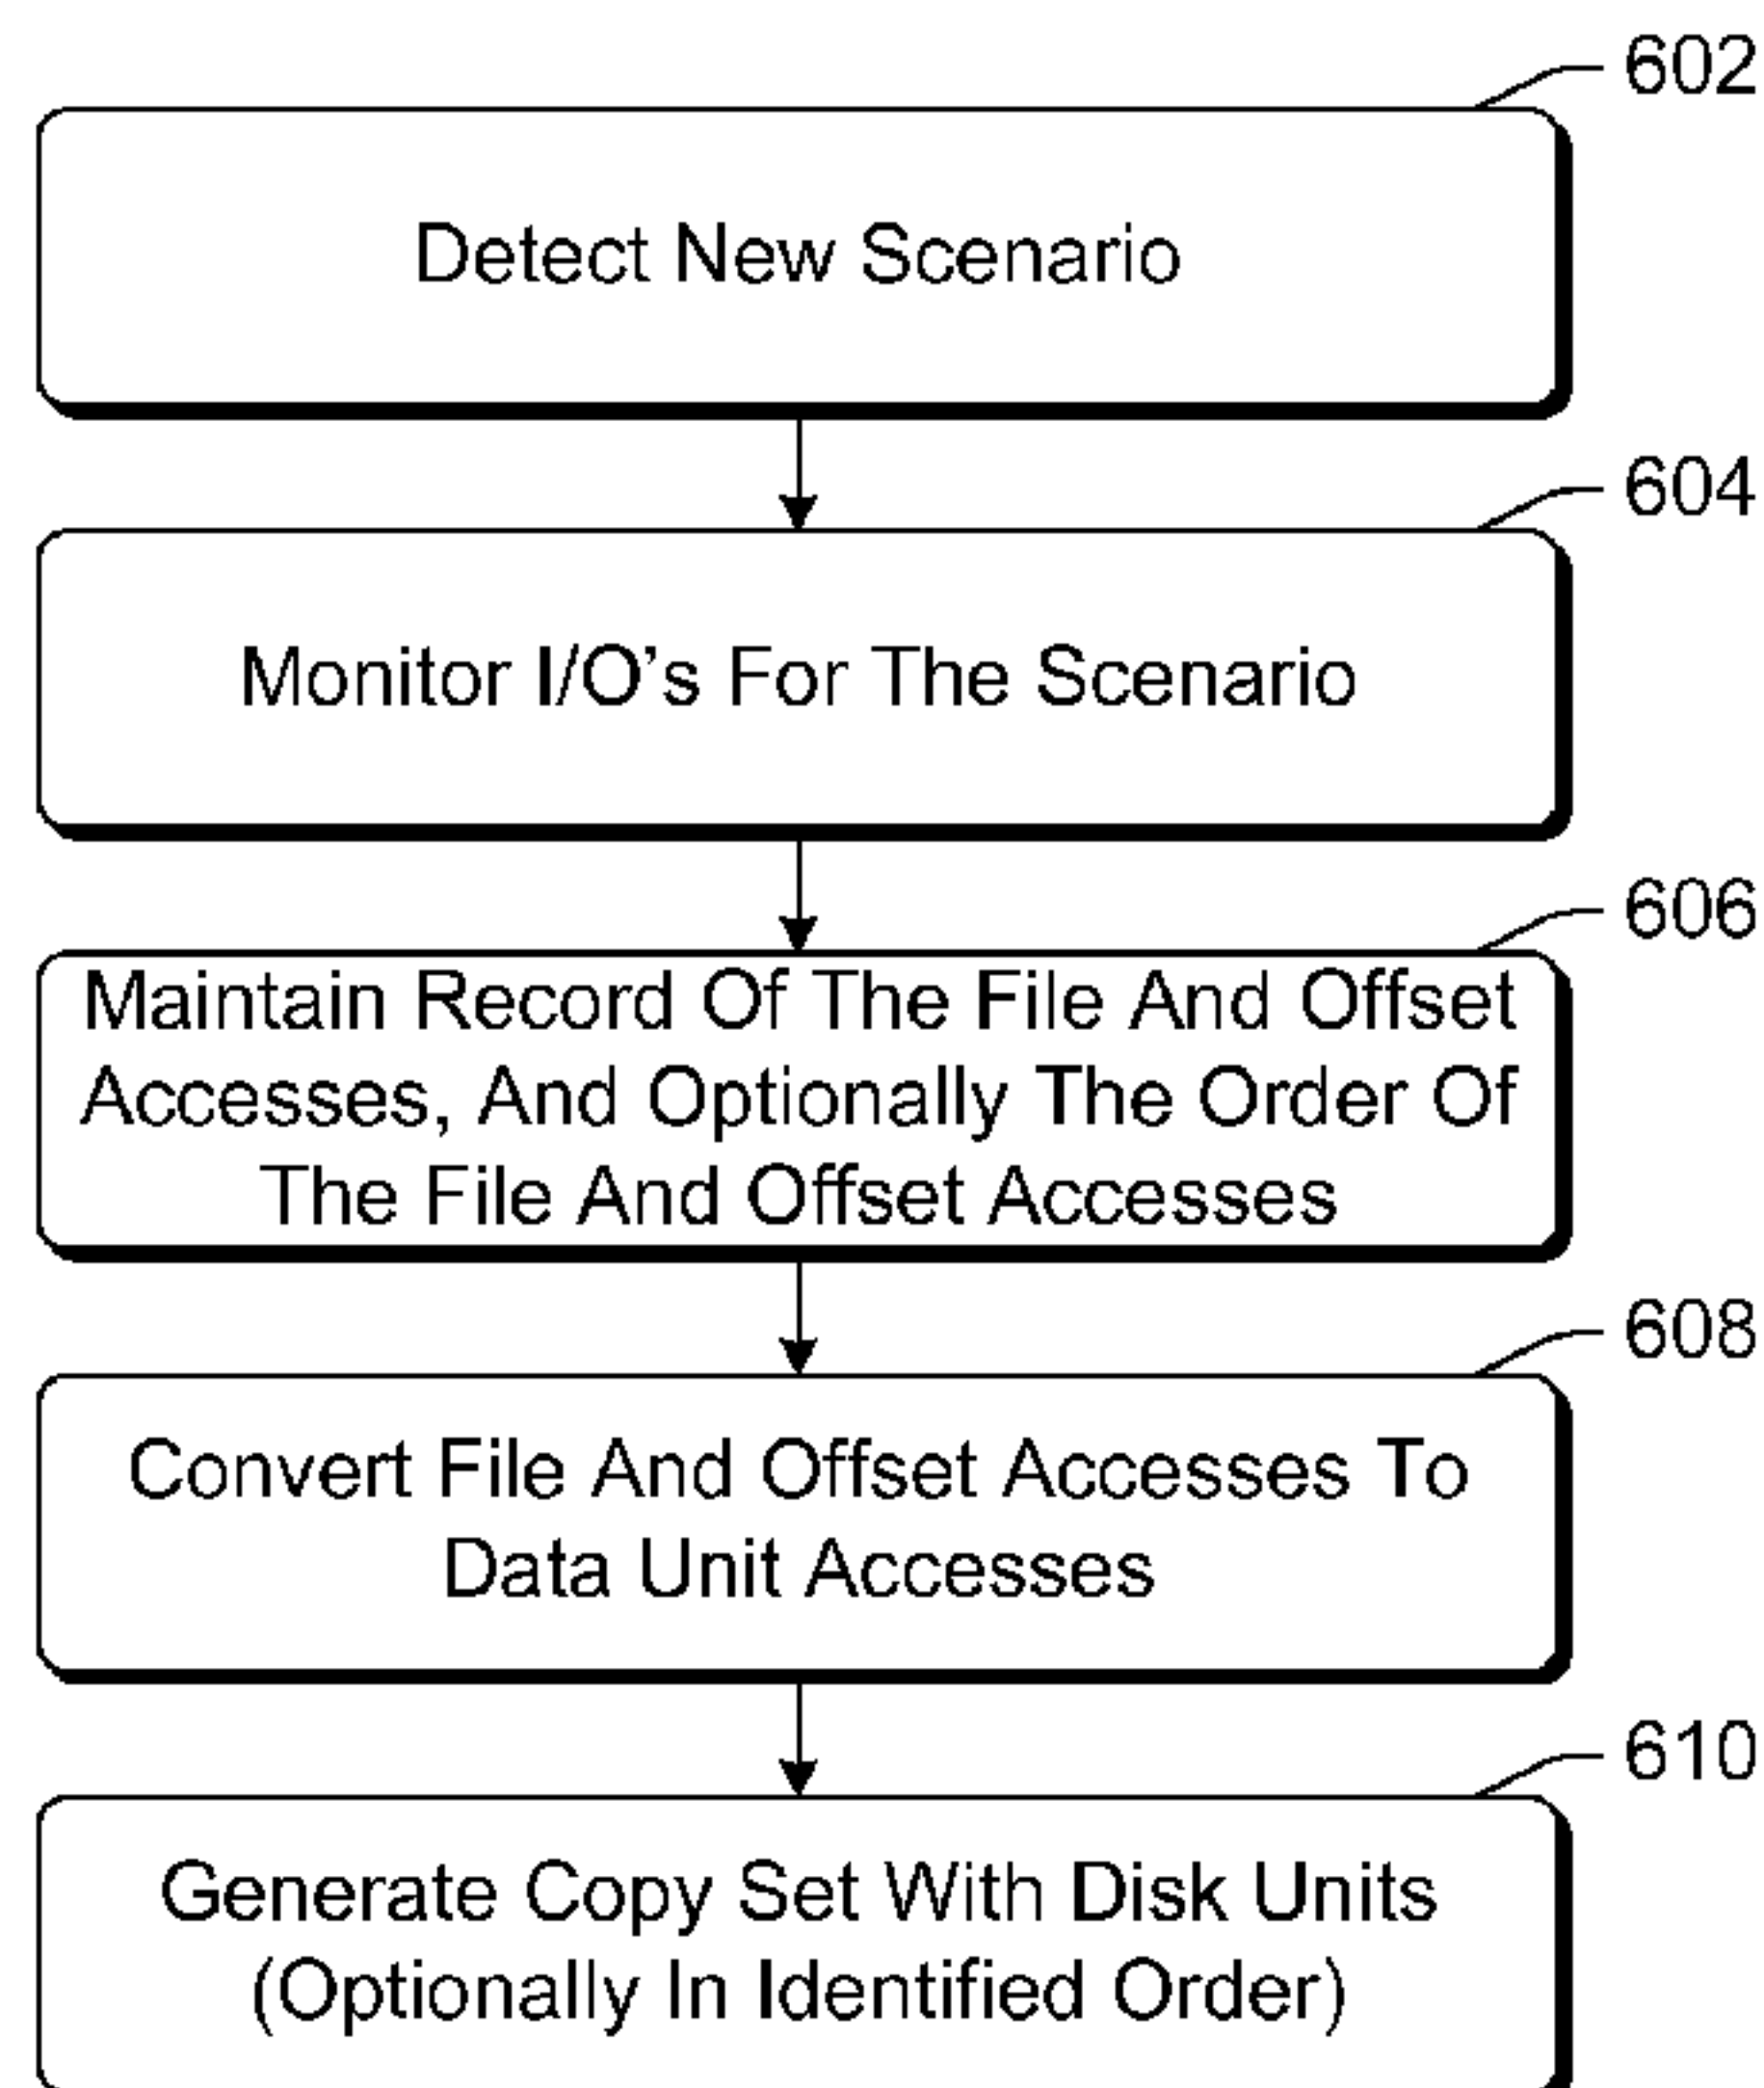 602
Detect New Scenario
604
Monitor I/O's For The Scenario
606
Maintain Record Of The File And Offset
Accesses, And Optionally The Order Of
The File And Offset Accesses
608
Convert File And Offset Accesses To
Data Unit Accesses
610
Generate Copy Set With Disk Units
(Optionally In Identified Order)